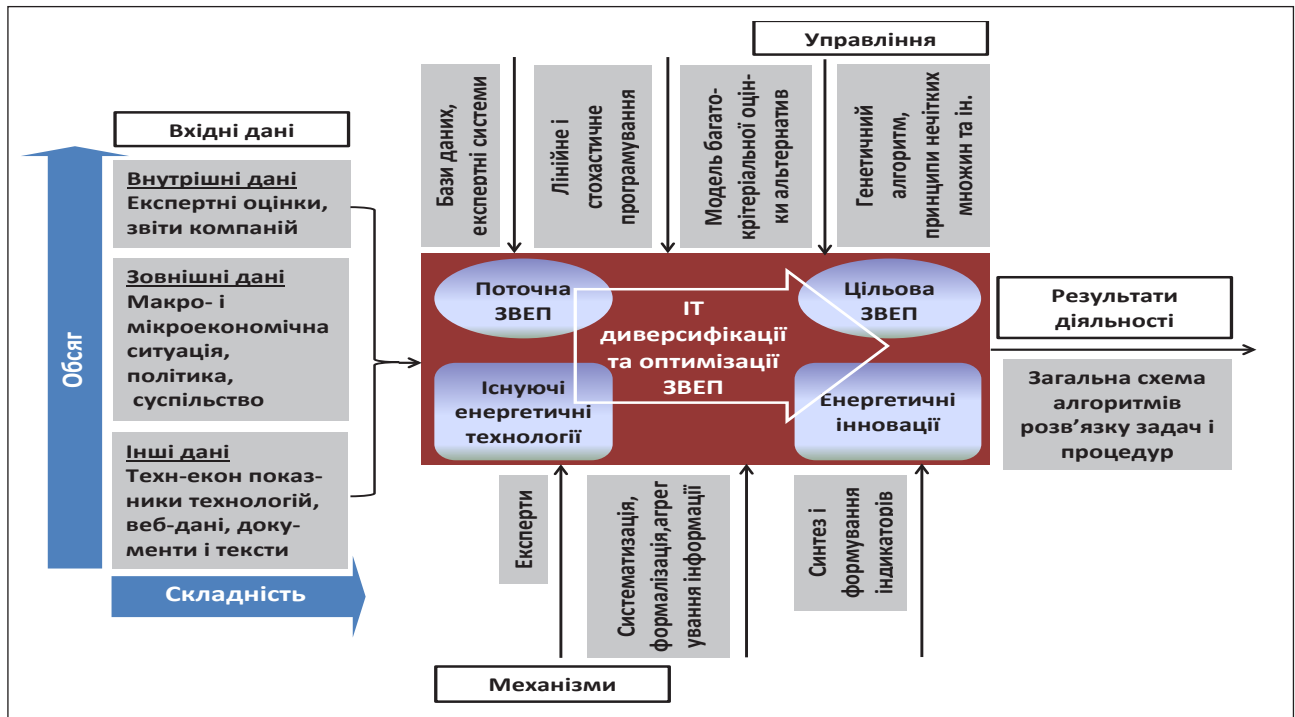 Управління
Бази даних,
експертні системи
Лінійне і
стохастичне
програмування
Модель багато-
крітеріальної оцін-
ки альтернатив
Генетичний
алгоритм,
принципи нечітких
множин та ін.
Вхідні дані
Обсяг
Внутрішні дані
Експертні оцінки,
звіти компаній
Зовнішні дані
Макро- і
мікроекономічна
ситуація,
політика,
суспільство
Інші дані
Техн-екон показ-
ники технологій,
веб-дані, доку-
менти і тексти
Складність
Поточна
ЗВЕП
ІТ
диверсифікації
та оптимізації
ЗВЕП
Цільова
ЗВЕП
Існуючі
енергетичні
технології
Енергетичні
інновації
Результати
діяльності
Загальна схема
алгоритмів
розв'язку задач і
процедур
Експерти
Систематизація,
формалізація,агрег
ування інформації
Синтез і
формування
індикаторів
Механізми